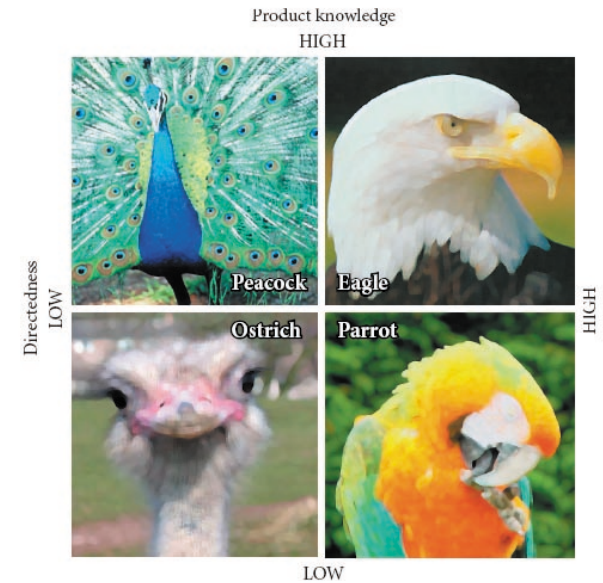 Product knowledge
HIGH
Peacock
Eagle
Directedness
LOW
HIGH
Ostrich
Parrot
LOW